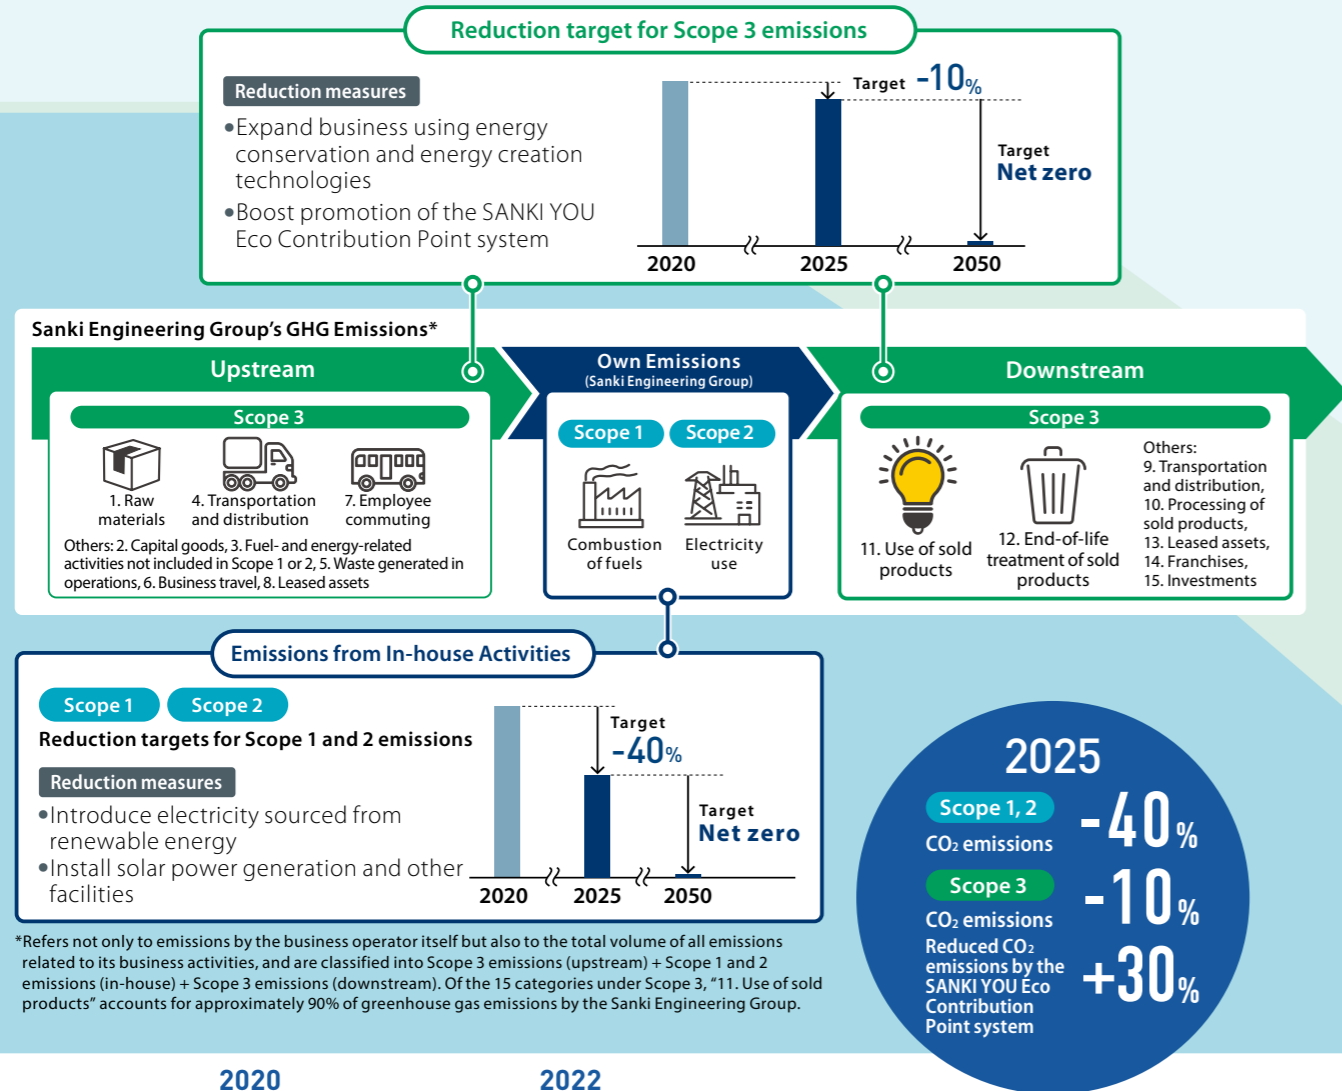 Reduction target for Scope 3 emissions
Reduction measures
•Expand business using energy
conservation and energy creation
technologies
•Boost promotion of the SANKI YOU
Eco Contribution Point system
Target -10%
Target
Net zero
2020 2025 2050
Sanki Engineering Group's GHG Emissions*
Upstream
Own Emissions
(Sanki Engineering Group)
Downstream
Scope 3
1. Raw
materials
4. Transportation
and distribution
7. Employee
commuting
Others: 2. Capital goods, 3. Fuel- and energy-related
activities not included in Scope 1 or 2, 5. Waste generated in
operations, 6. Business travel, 8. Leased assets
Scope 1 Scope 2
Combustion
of fuels
Electricity
use
Scope 3
11. Use of sold
products
12. End-of-life
treatment of sold
products
Others:
9. Transportation
and distribution,
10. Processing of
sold products,
13. Leased assets,
14. Franchises,
15. Investments
Emissions from In-house Activities
Scope 1 Scope 2
Reduction targets for Scope 1 and 2 emissions
Reduction measures
•Introduce electricity sourced from
renewable energy
•Install solar power generation and other
facilities
Target
-40%
Target
Net zero
2020 2025 2050
*Refers not only to emissions by the business operator itself but also to the total volume of all emissions
related to its business activities, and are classified into Scope 3 emissions (upstream) + Scope 1 and 2
emissions (in-house) + Scope 3 emissions (downstream). Of the 15 categories under Scope 3, "11. Use of sold
products" accounts for approximately 90% of greenhouse gas emissions by the Sanki Engineering Group.
2025
Scope 1, 2
CO₂ emissions
-40%
Scope 3
CO₂ emissions
-10%
Reduced CO₂
emissions by the
SANKI YOU Eco
Contribution
Point system
+30%
2020 2022